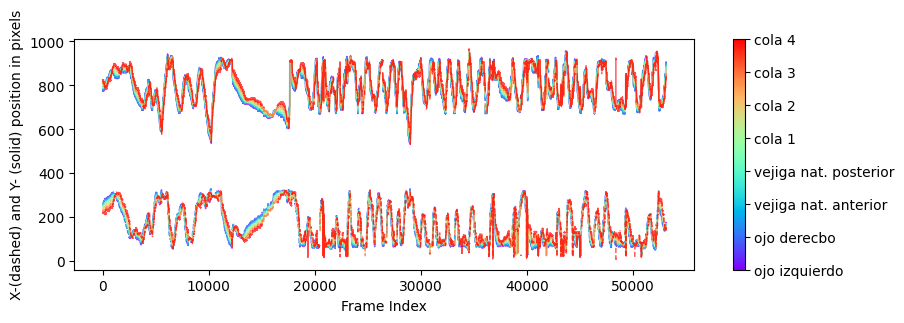 X-(dashed) and Y- (solid) position in pixels
1000
800
600
400
200
0
0
10000
20000
30000
40000
50000
Frame Index
cola 4
cola 3
cola 2
cola 1
vejiga nat. posterior
vejiga nat. anterior
ojo derecbo
ojo izquierdo